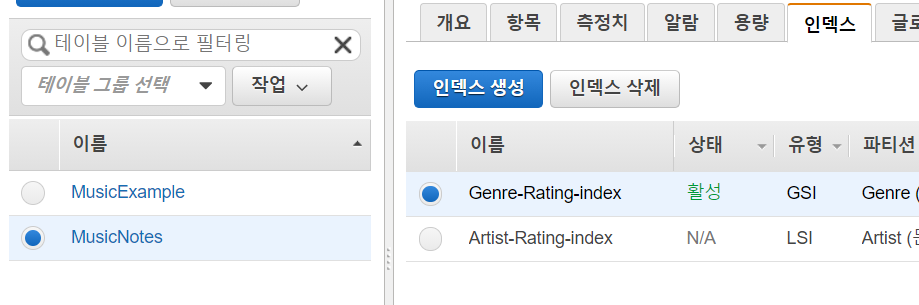 테이블 이름으로 필터링
테이블 그룹 선택
작업
이름
MusicExample
MusicNotes
개요 항목 측정치 알람 용량 인덱스 글로
인덱스 생성 인덱스 삭제
이름 상태 유형 파티션
Genre-Rating-index 활성 GSI Genre (
Artist-Rating-index N/A LSI Artist (